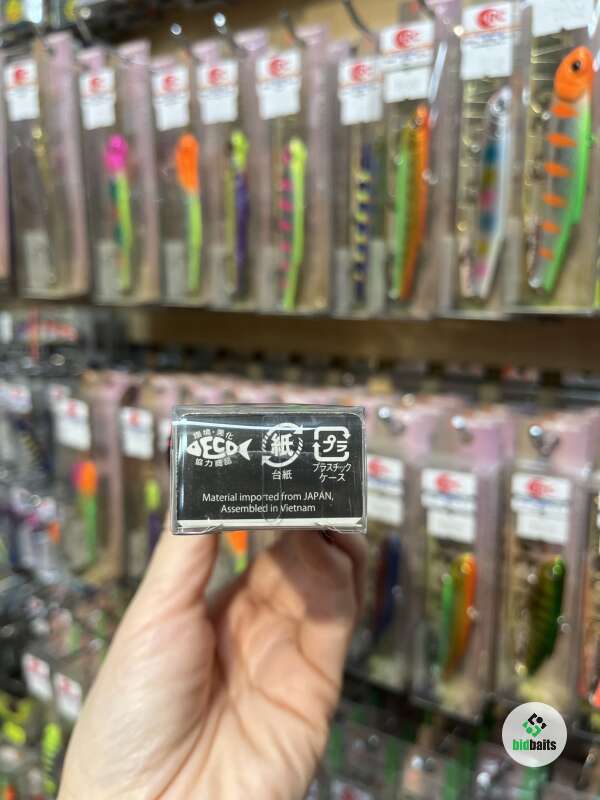 環境・美化
ECO
協力商品
紙
台紙
プラ
プラスチック
ケース
Material imported from JAPAN,
Assembled in Vietnam
bidbaits